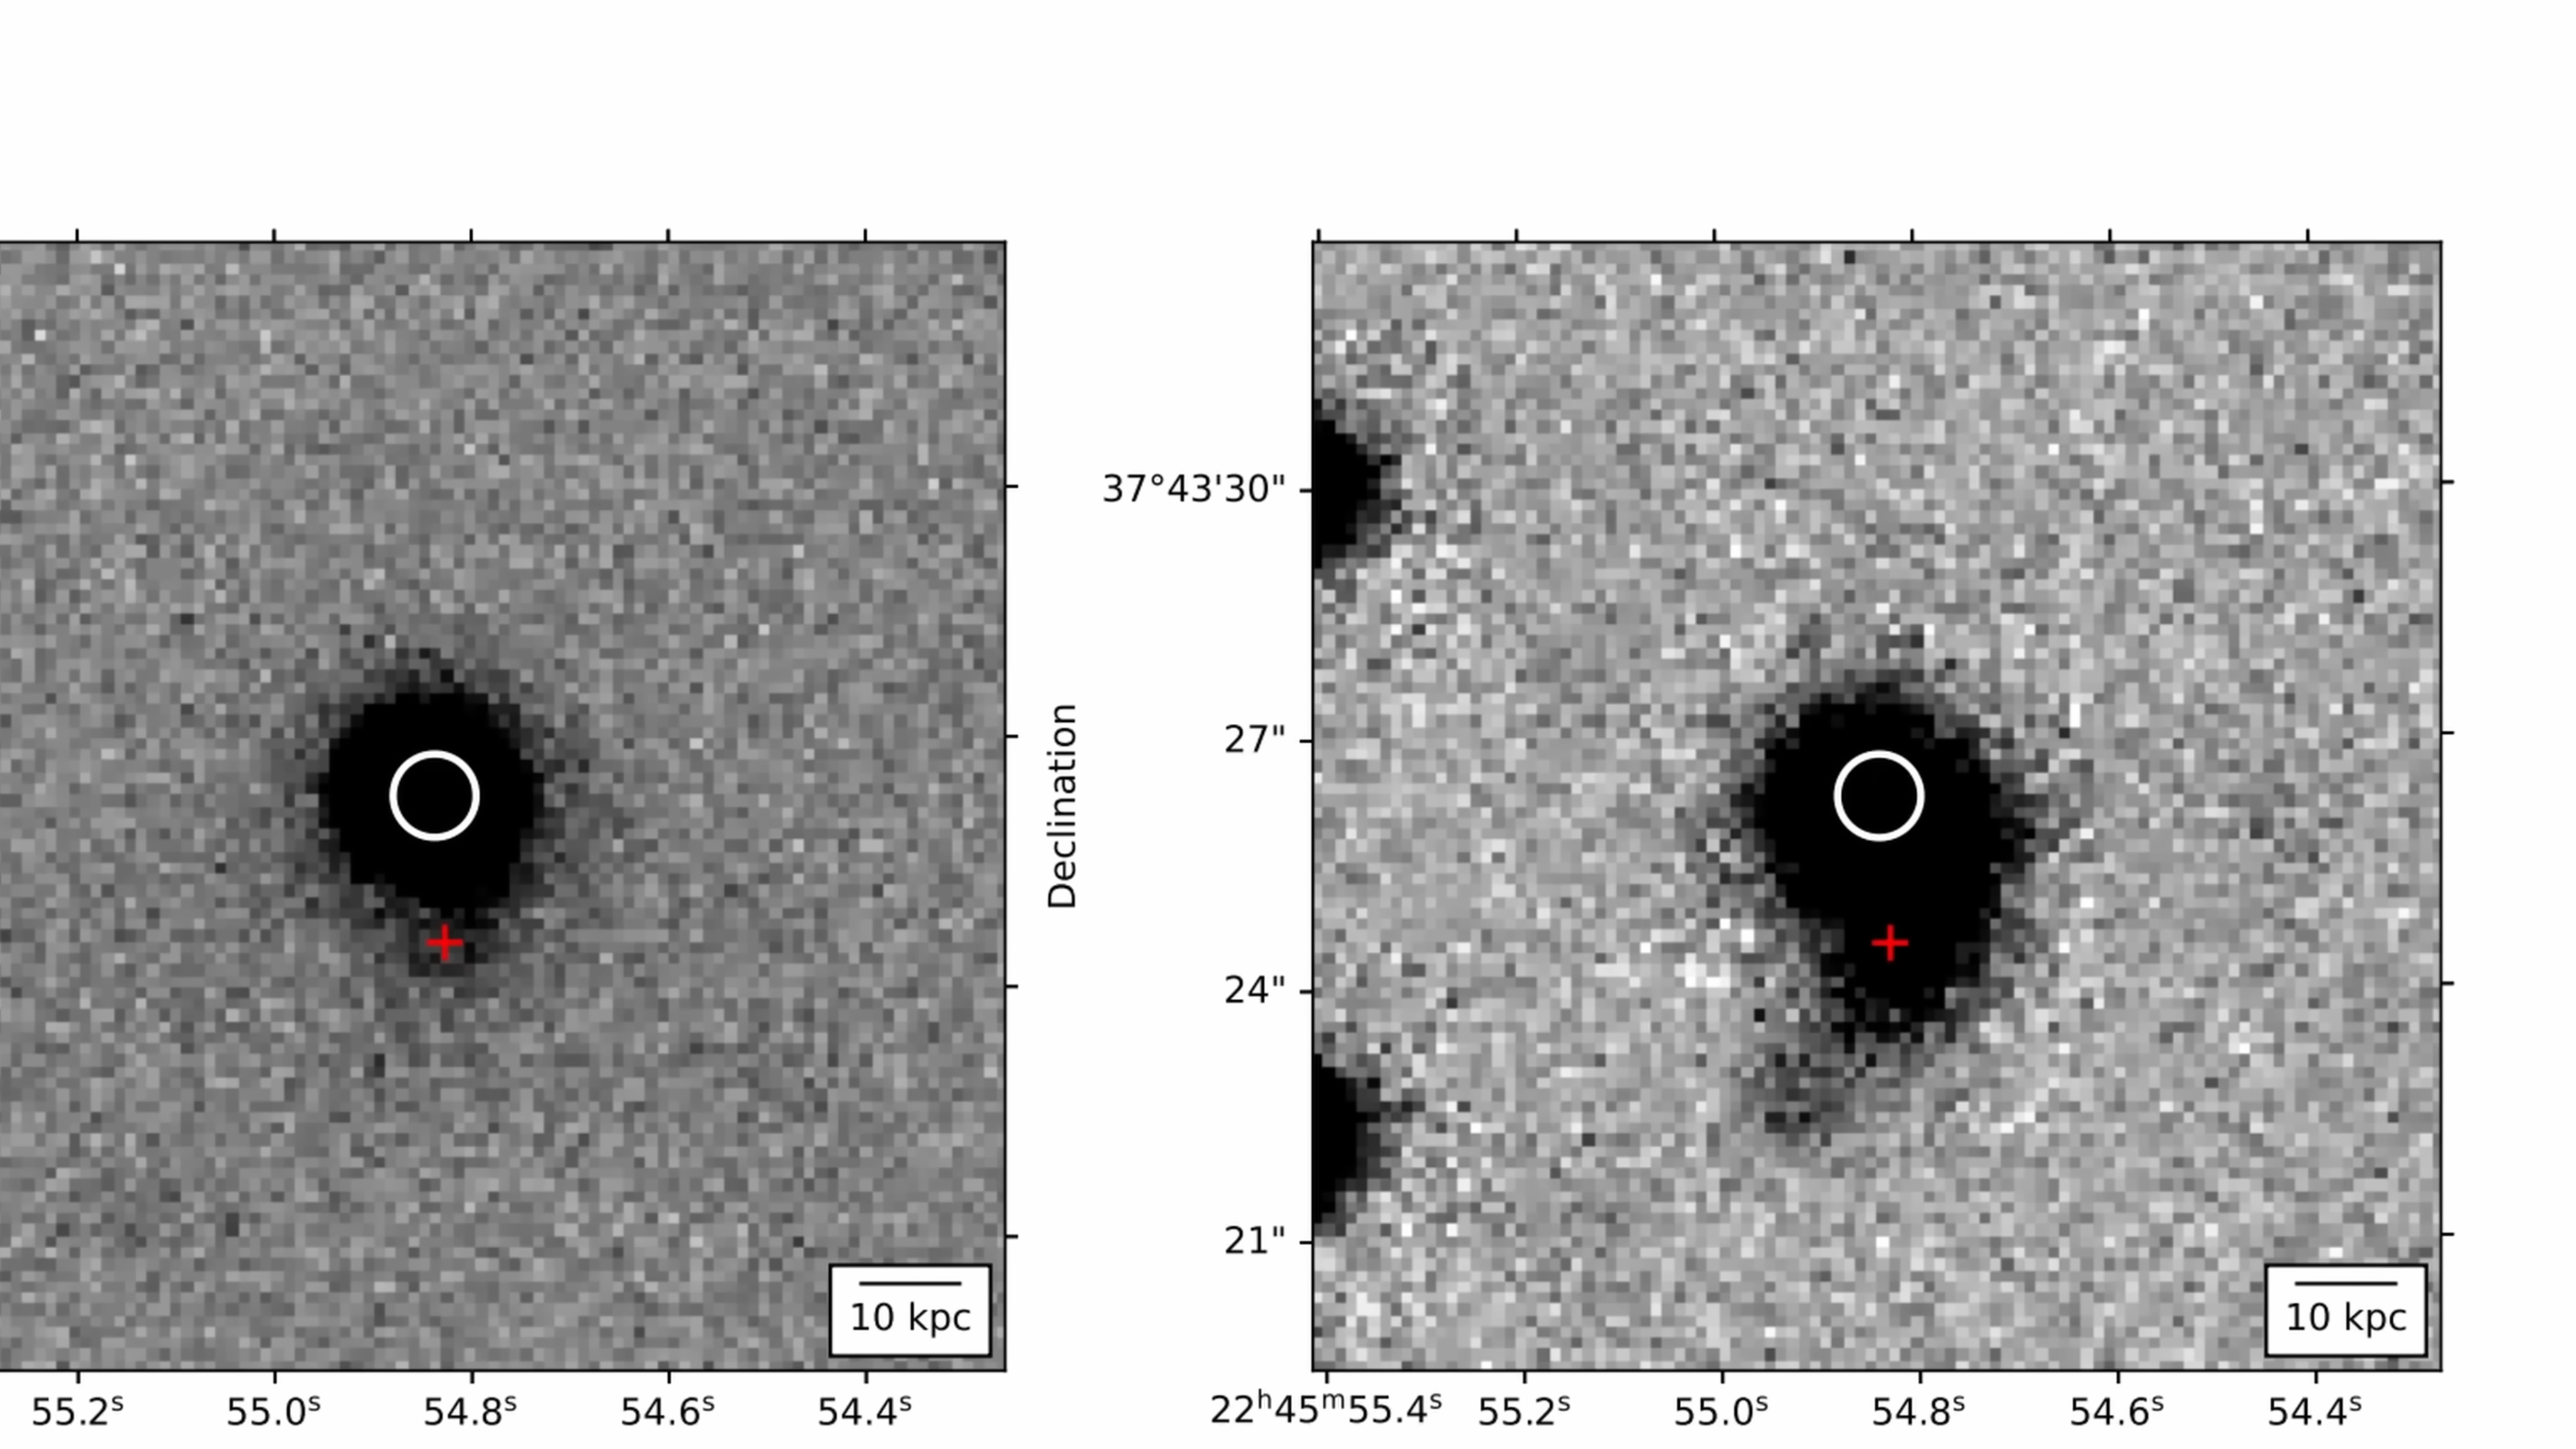 37°43'30"
27"
24"
21"
Declination
10 kpc
10 kpc
55.2ˢ 55.0ˢ 54.8ˢ 54.6ˢ 54.4ˢ
22ʰ45ᵐ55.4ˢ 55.2ˢ 55.0ˢ 54.8ˢ 54.6ˢ 54.4ˢ